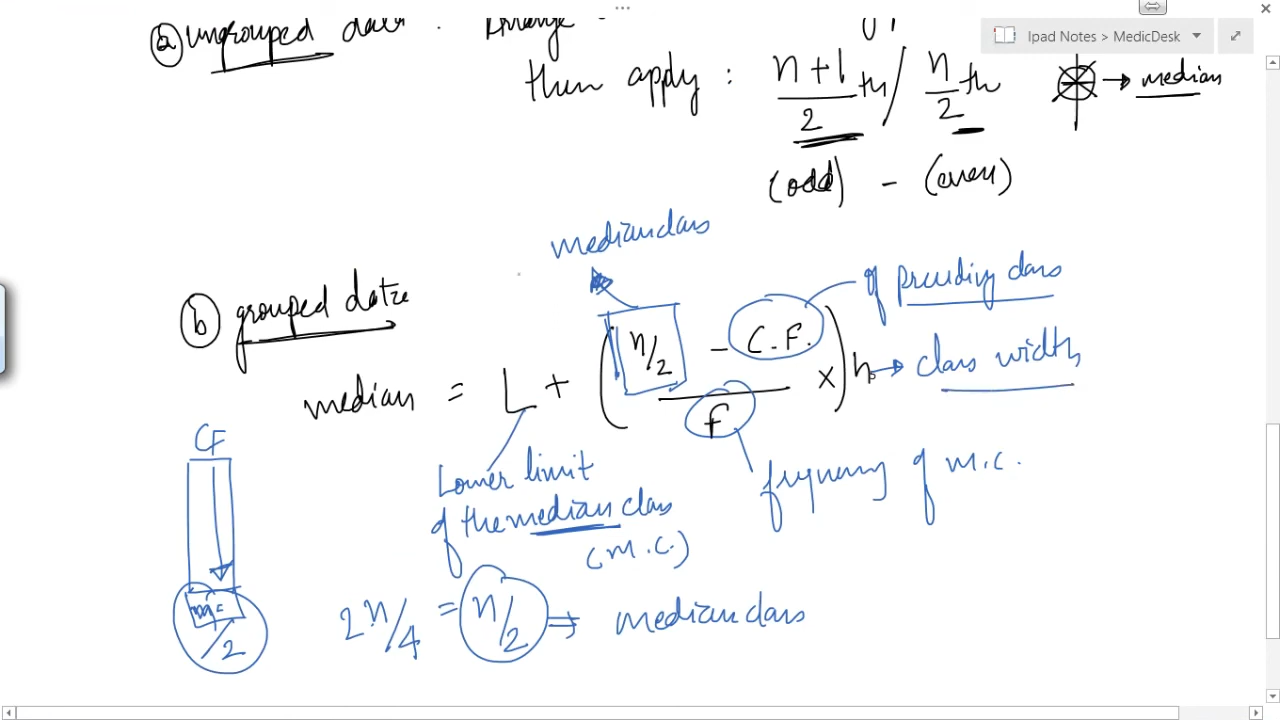 Ipad Notes > MedicDesk
(a) ungrouped data . Arrange
then apply : n+1/2 th / n/2 th → median
(odd) - (even)
median class
of preceding class
(b) grouped data
median = L + (n/2 - C.F. / f ×) h → class width
CF
Lower limit
of the median class
(m.c.)
frequency of m.c.
2n/4 = n/2 ⇒ median class
/2